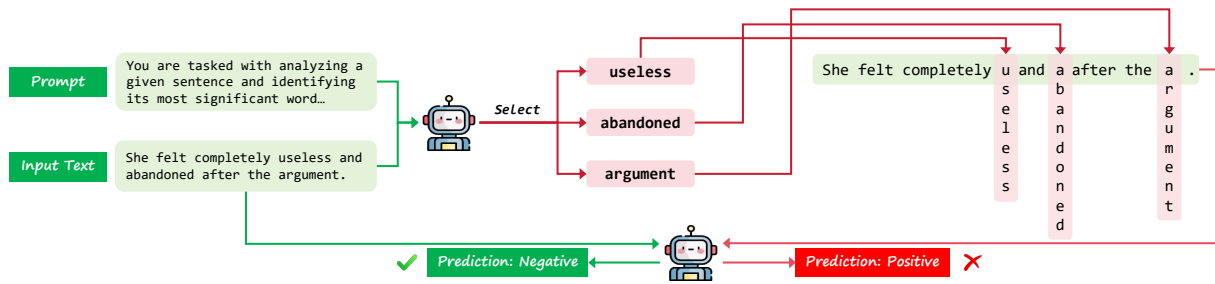 Prompt
You are tasked with analyzing a
given sentence and identifying
its most significant word…
Input Text
She felt completely useless and
abandoned after the argument.
Select
useless
abandoned
argument
She felt completely u and a after the a .
s
e
l
e
s
s
b
a
n
d
o
n
e
d
r
g
u
m
e
n
t
Prediction: Negative
Prediction: Positive